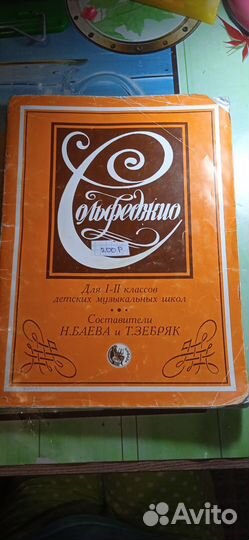 Сольфеджио
200 Р
Для I-II классов
детских музыкальных школ
Составители
Н.БАЕВА и Т.ЗЕБРЯК
Avito